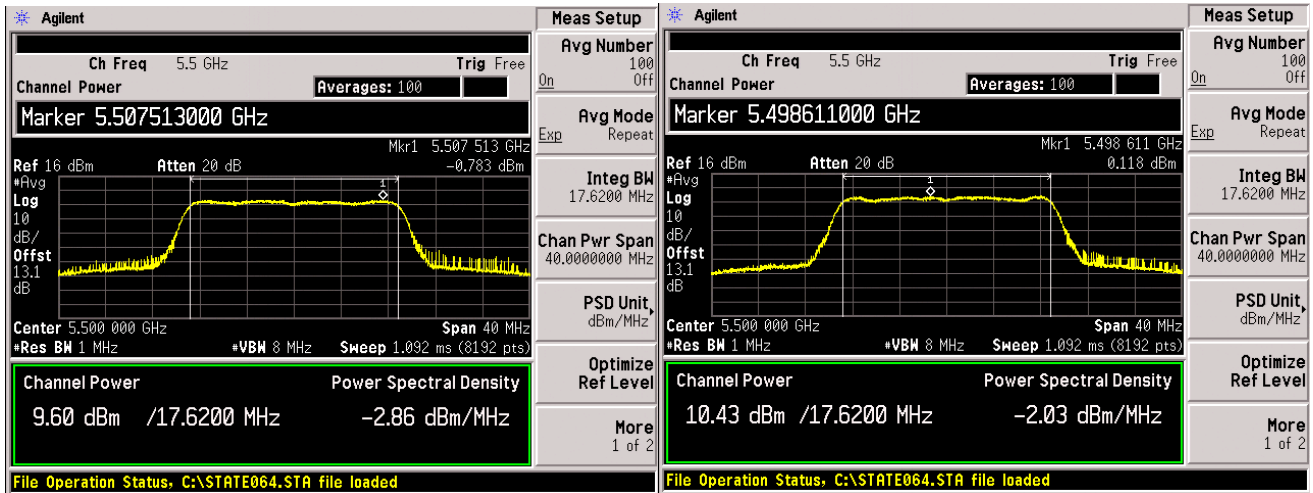 Agilent
Meas Setup
Ch Freq 5.5 GHz
Trig Free
Channel Power
Averages: 100
Marker 5.507513000 GHz
Mkr1 5.507 513 GHz
Ref 16 dBm
Atten 20 dB
-0.783 dBm
#Avg
Log
10
dB/
Offst
13.1
dB
1
Center 5.500 000 GHz
Span 40 MHz
#Res BW 1 MHz
#VBW 8 MHz
Sweep 1.092 ms (8192 pts)
Channel Power
Power Spectral Density
9.60 dBm /17.6200 MHz
-2.86 dBm/MHz
File Operation Status, C:\STATE064.STA file loaded
Avg Number
100
On Off
Avg Mode
Exp Repeat
Integ BW
17.6200 MHz
Chan Pwr Span
40.0000000 MHz
PSD Unit
dBm/MHz
Optimize
Ref Level
More
1 of 2
Agilent
Meas Setup
Ch Freq 5.5 GHz
Trig Free
Channel Power
Averages: 100
Marker 5.498611000 GHz
Mkr1 5.498 611 GHz
Ref 16 dBm
Atten 20 dB
0.118 dBm
#Avg
Log
10
dB/
Offst
13.1
dB
1
Center 5.500 000 GHz
Span 40 MHz
#Res BW 1 MHz
#VBW 8 MHz
Sweep 1.092 ms (8192 pts)
Channel Power
Power Spectral Density
10.43 dBm /17.6200 MHz
-2.03 dBm/MHz
File Operation Status, C:\STATE064.STA file loaded
Avg Number
100
On Off
Avg Mode
Exp Repeat
Integ BW
17.6200 MHz
Chan Pwr Span
40.0000000 MHz
PSD Unit
dBm/MHz
Optimize
Ref Level
More
1 of 2